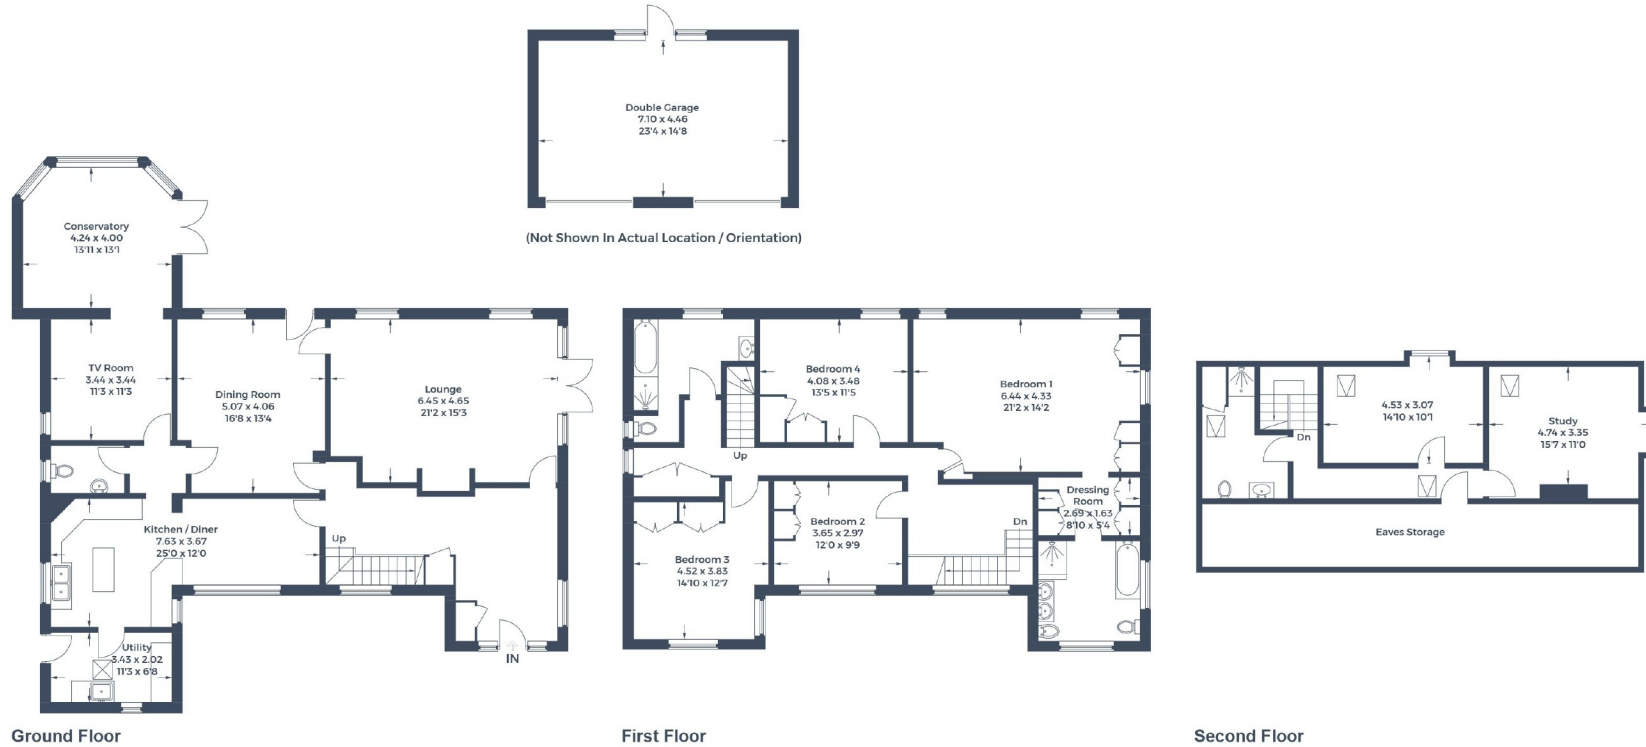 Double Garage
7.10 x 4.46
23'4 x 14'8
(Not Shown In Actual Location / Orientation)
Conservatory
4.24 x 4.00
13'11 x 13'1
TV Room
3.44 x 3.44
11'3 x 11'3
Dining Room
5.07 x 4.06
16'8 x 13'4
Lounge
6.45 x 4.65
21'2 x 15'3
Kitchen / Diner
7.63 x 3.67
25'0 x 12'0
Up
Utility
3.43 x 2.02
11'3 x 6'8
IN
Ground Floor
Bedroom 4
4.08 x 3.48
13'5 x 11'5
Bedroom 1
6.44 x 4.33
21'2 x 14'2
Up
Dressing
Room
2.69 x 1.63
8'10 x 5'4
Bedroom 2
3.65 x 2.97
12'0 x 9'9
Dn
Bedroom 3
4.52 x 3.83
14'10 x 12'7
First Floor
4.53 x 3.07
14'10 x 10'1
Study
4.74 x 3.35
15'7 x 11'0
Dn
Eaves Storage
Second Floor